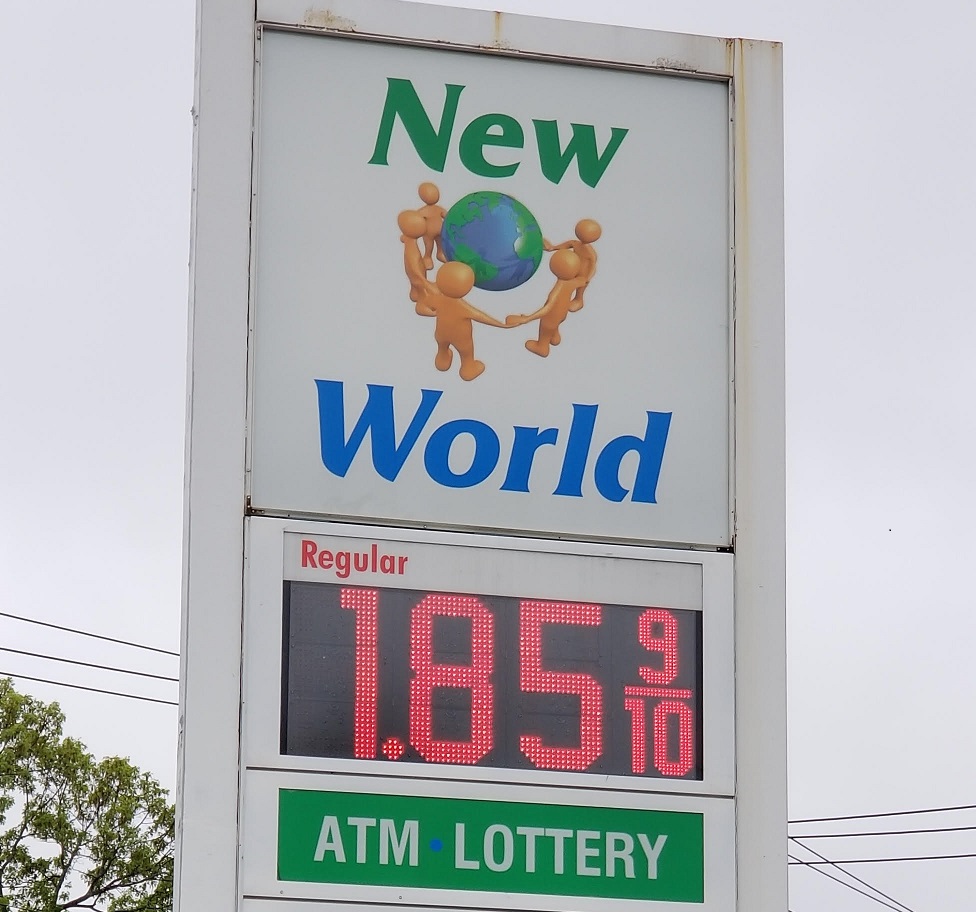 New
World
Regular
1.85 9/10
ATM • LOTTERY